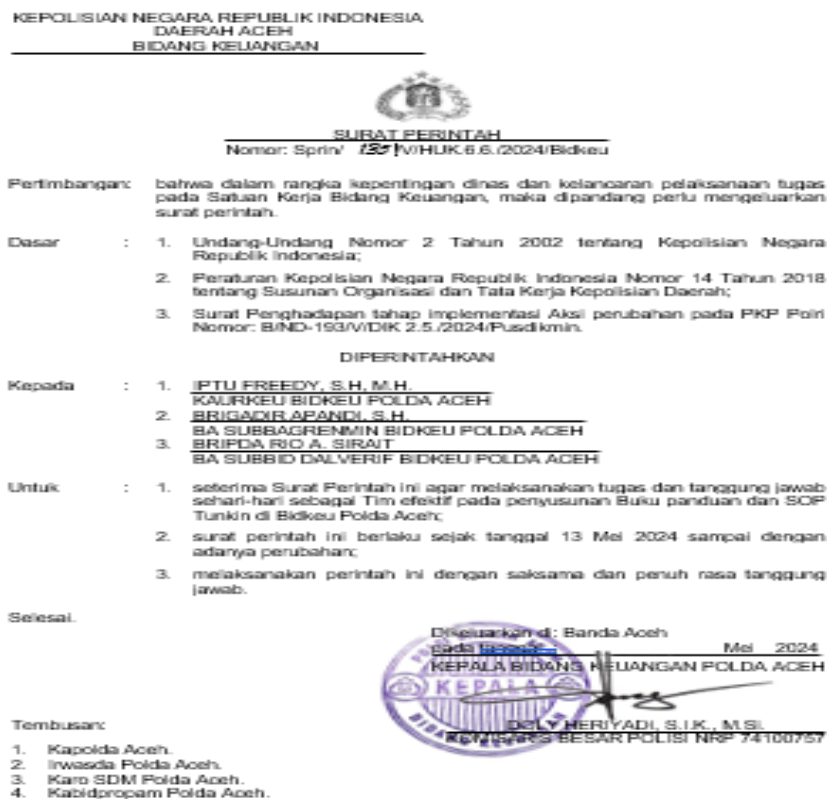 KEPOLISIAN NEGARA REPUBLIK INDONESIA
DAERAH ACEH
BIDANG KEUANGAN
SURAT PERINTAH
Nomor: Sprin/ 135/V/HUK.6.6./2024/Bidkeu
Pertimbangan: bahwa dalam rangka kepentingan dinas dan kelancaran pelaksanaan tugas
pada Satuan Kerja Bidang Keuangan, maka dipandang perlu mengeluarkan
surat perintah.
Dasar : 1. Undang-Undang Nomor 2 Tahun 2002 tentang Kepolisian Negara
Republik Indonesia;
2. Peraturan Kepolisian Negara Republik Indonesia Nomor 14 Tahun 2018
tentang Susunan Organisasi dan Tata Kerja Kepolisian Daerah;
3. Surat Penghadapan tahap implementasi Aksi perubahan pada PKP Polri
Nomor: B/ND-193/V/DIK 2.5./2024/Pusdikmin.
DIPERINTAHKAN
Kepada : 1. IPTU FREEDY, S.H, M.H.
KAURKEU BIDKEU POLDA ACEH
2. BRIGADIR APANDI, S.H.
BA SUBBAGRENMIN BIDKEU POLDA ACEH
3. BRIPDA RIO A. SIRAIT
BA SUBBID DALVERIF BIDKEU POLDA ACEH
Untuk : 1. seterima Surat Perintah ini agar melaksanakan tugas dan tanggung jawab
sehari-hari sebagai Tim efektif pada penyusunan Buku panduan dan SOP
Tunkin di Bidkeu Polda Aceh;
2. surat perintah ini berlaku sejak tanggal 13 Mei 2024 sampai dengan
adanya perubahan;
3. melaksanakan perintah ini dengan saksama dan penuh rasa tanggung
jawab.
Selesai.
Dikeluarkan di: Banda Aceh
pada Mei 2024
KEPALA BIDANG KEUANGAN POLDA ACEH
KEPALA
BIDANG KEUANGAN
DOLY HERIYADI, S.I.K., M.Si.
KOMISARIS BESAR POLISI NRP 74100757
Tembusan:
1. Kapolda Aceh.
2. Irwasda Polda Aceh.
3. Karo SDM Polda Aceh.
4. Kabidpropam Polda Aceh.